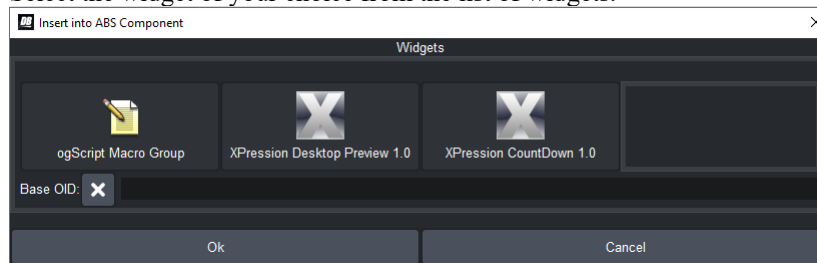 Select the widget of your choice from the list of widgets.
DB Insert into ABS Component
Widgets
ogScript Macro Group XPression Desktop Preview 1.0 XPression CountDown 1.0
Base OID:
Ok Cancel